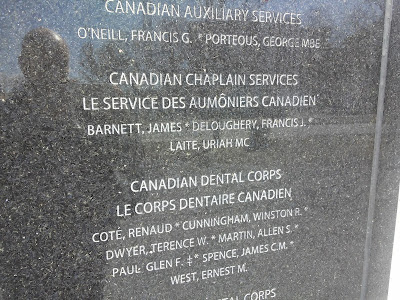 CANADIAN AUXILIARY SERVICES
O'NEILL, FRANCIS G. * PORTEOUS, GEORGE MBE
CANADIAN CHAPLAIN SERVICES
LE SERVICE DES AUMÔNIERS CANADIEN
BARNETT, JAMES * DELOUGHERY, FRANCIS J. *
LAITE, URIAH MC
CANADIAN DENTAL CORPS
LE CORPS DENTAIRE CANADIEN
COTÉ, RENAUD * CUNNINGHAM, WINSTON R. *
DWYER, TERENCE W. * MARTIN, ALLEN S. *
PAUL GLEN F. ‡* SPENCE, JAMES C.M. *
WEST, ERNEST M.
DENTAL CORPS